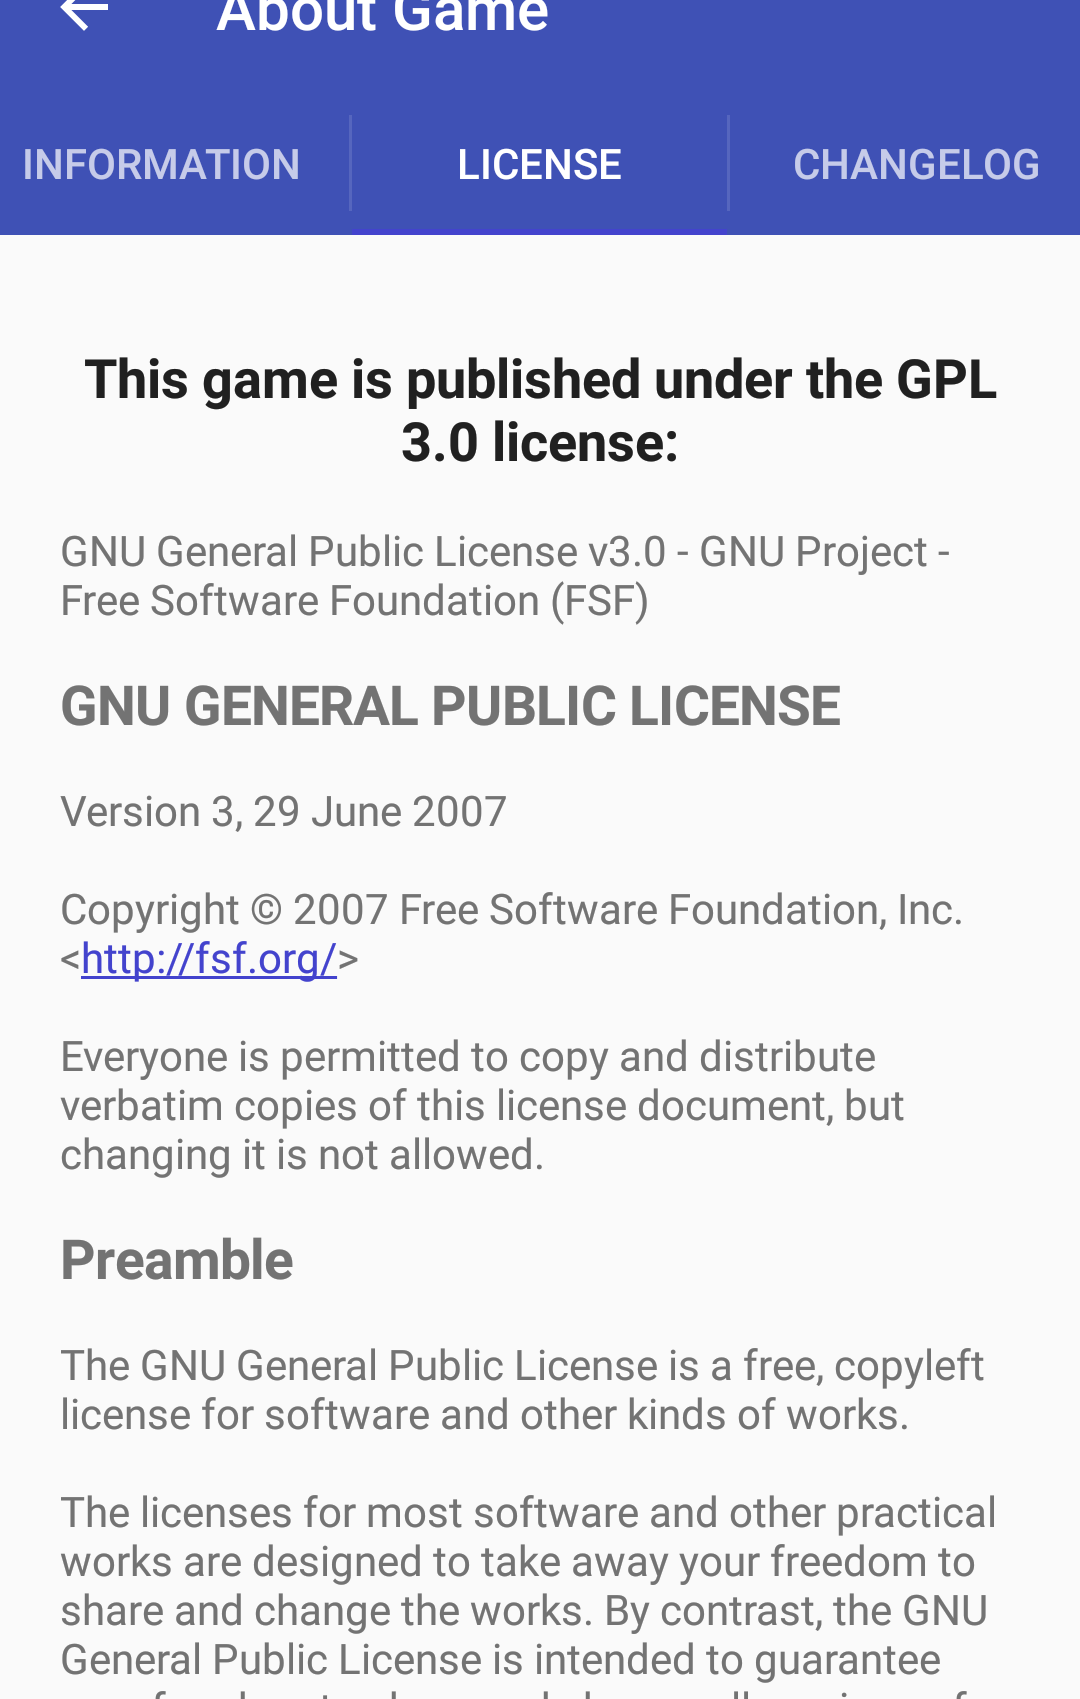 About Game
INFORMATION
LICENSE
CHANGELOG
This game is published under the GPL
3.0 license:
GNU General Public License v3.0 - GNU Project -
Free Software Foundation (FSF)
GNU GENERAL PUBLIC LICENSE
Version 3, 29 June 2007
Copyright © 2007 Free Software Foundation, Inc.
<http://fsf.org/>
Everyone is permitted to copy and distribute
verbatim copies of this license document, but
changing it is not allowed.
Preamble
The GNU General Public License is a free, copyleft
license for software and other kinds of works.
The licenses for most software and other practical
works are designed to take away your freedom to
share and change the works. By contrast, the GNU
General Public License is intended to guarantee